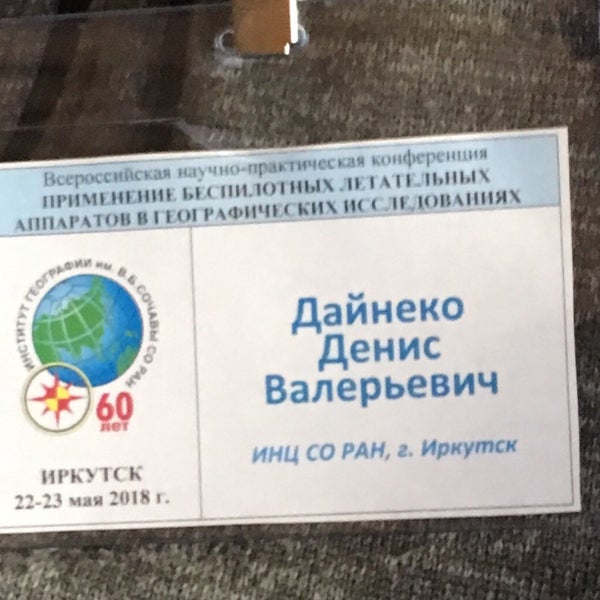 Всероссийская научно-практическая конференция
ПРИМЕНЕНИЕ БЕСПИЛОТНЫХ ЛЕТАТЕЛЬНЫХ
АППАРАТОВ В ГЕОГРАФИЧЕСКИХ ИССЛЕДОВАНИЯХ
ИНСТИТУТ ГЕОГРАФИИ им. В.Б. СОЧАВЫ СО РАН
60
лет
ИРКУТСК
22-23 мая 2018 г.
Дайнеко
Денис
Валерьевич
ИНЦ СО РАН, г. Иркутск